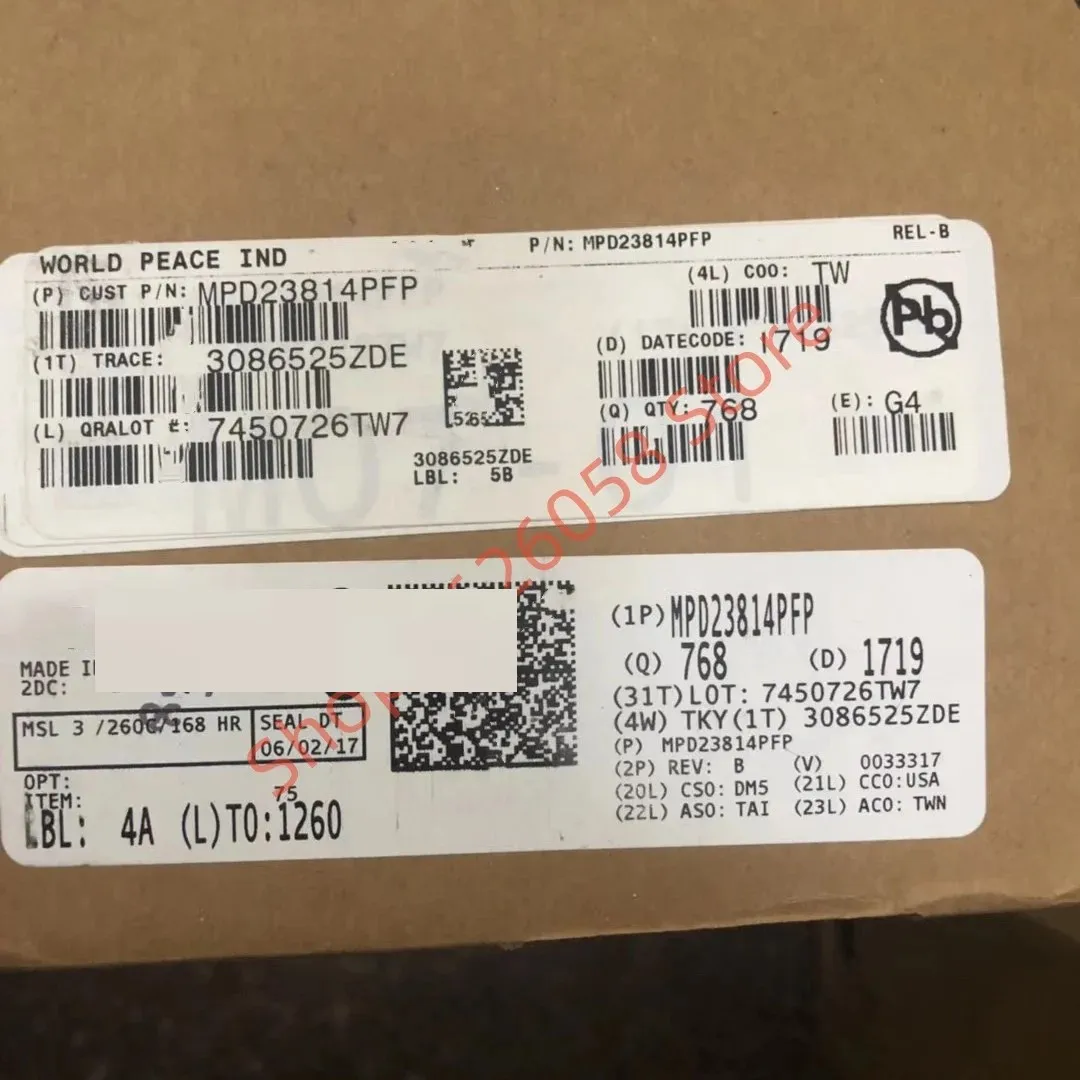 WORLD PEACE IND
P/N: MPD23814PFP
REL-B
(P) CUST P/N: MPD23814PFP
(4L) COO: TW
Pb
(1T) TRACE: 3086525ZDE
(D) DATECODE: 1719
(L) QRALOT #: 7450726TW7
5265
(Q) QTY: 768
(E): G4
3086525ZDE
LBL: 5B
MADE I
2DC:
MSL 3 /260C/168 HR
SEAL DT
06/02/17
OPT:
ITEM:
75
LBL: 4A (L)TO:1260
(1P) MPD23814PFP
(Q) 768 (D) 1719
(31T)LOT: 7450726TW7
(4W) TKY(1T) 3086525ZDE
(P) MPD23814PFP
(2P) REV: B (V) 0033317
(20L) CSO: DM5 (21L) CCO:USA
(22L) ASO: TAI (23L) ACO: TWN
Store